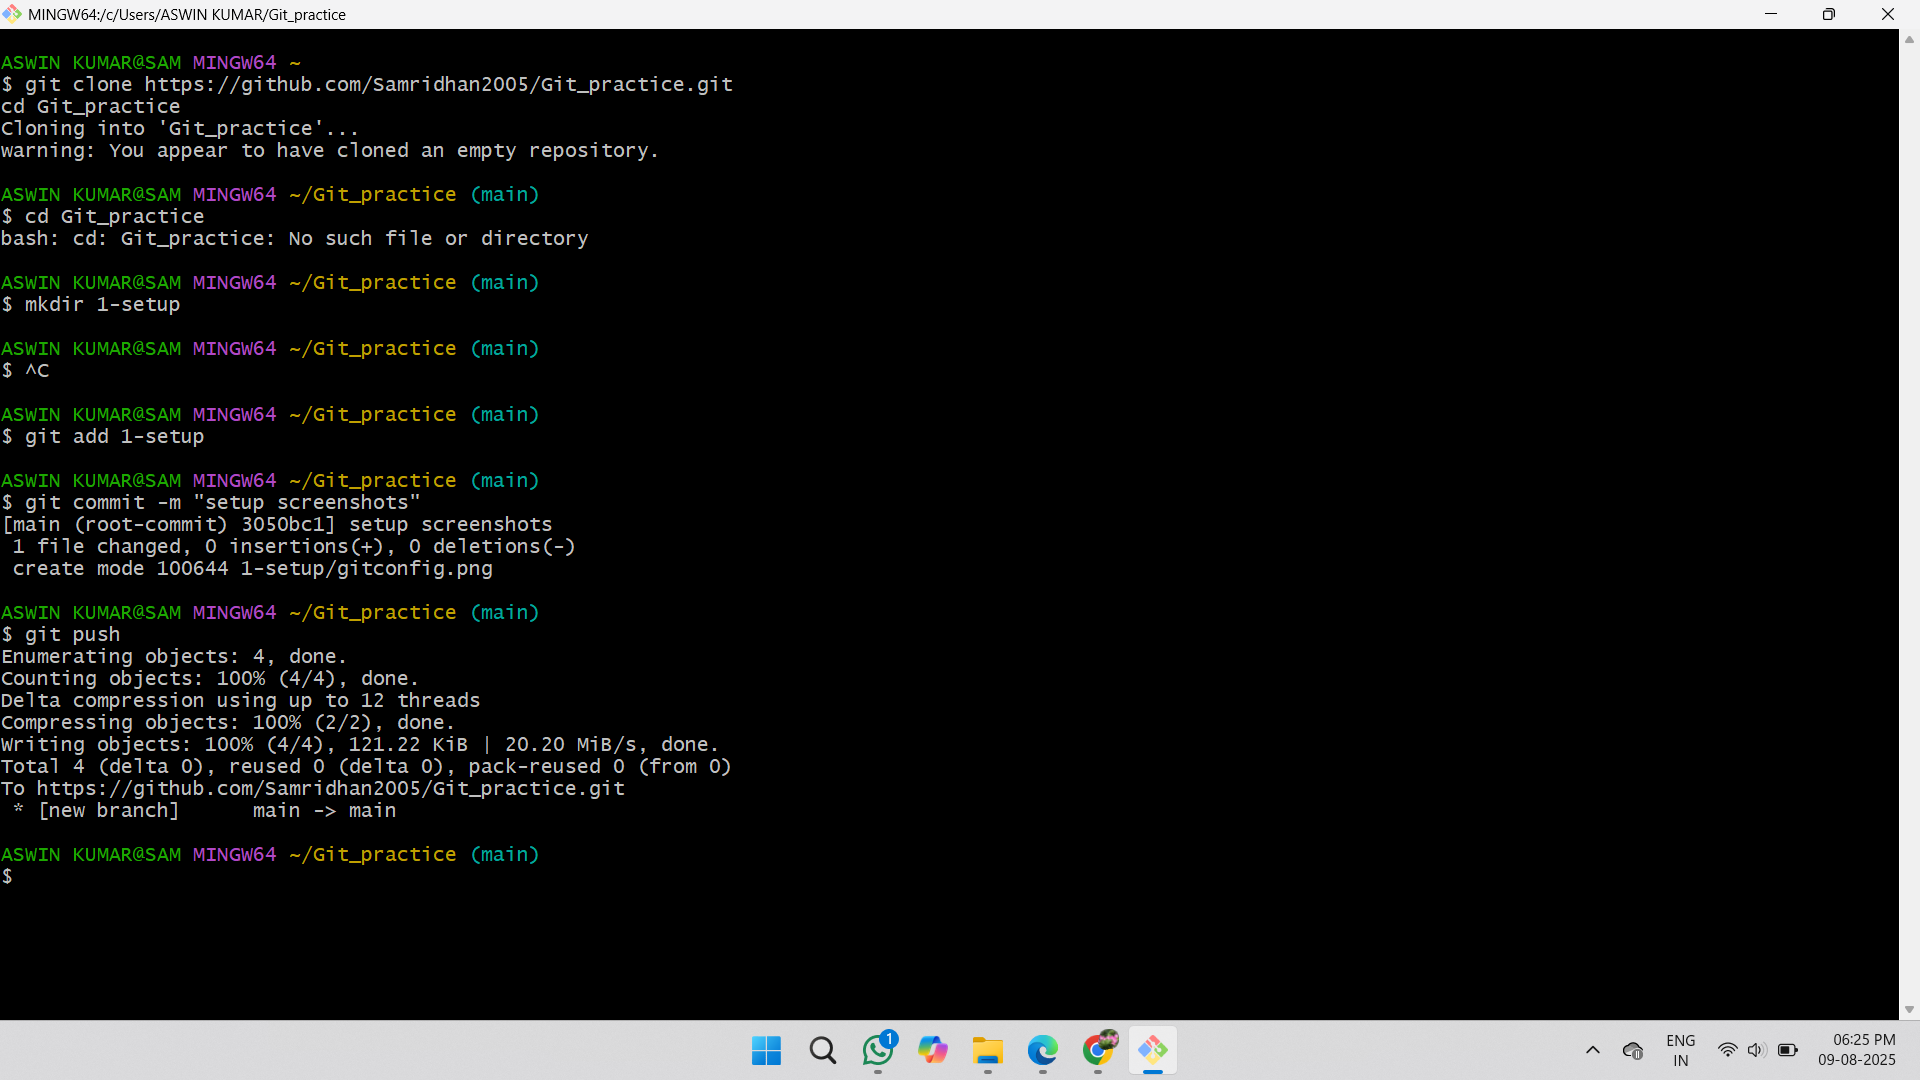 MINGW64:/c/Users/ASWIN KUMAR/Git_practice
ASWIN KUMAR@SAM MINGW64 ~
$ git clone https://github.com/Samridhan2005/Git_practice.git
cd Git_practice
Cloning into 'Git_practice'...
warning: You appear to have cloned an empty repository.
ASWIN KUMAR@SAM MINGW64 ~/Git_practice (main)
$ cd Git_practice
bash: cd: Git_practice: No such file or directory
ASWIN KUMAR@SAM MINGW64 ~/Git_practice (main)
$ mkdir 1-setup
ASWIN KUMAR@SAM MINGW64 ~/Git_practice (main)
$ ^C
ASWIN KUMAR@SAM MINGW64 ~/Git_practice (main)
$ git add 1-setup
ASWIN KUMAR@SAM MINGW64 ~/Git_practice (main)
$ git commit -m "setup screenshots"
[main (root-commit) 3050bc1] setup screenshots
 1 file changed, 0 insertions(+), 0 deletions(-)
 create mode 100644 1-setup/gitconfig.png
ASWIN KUMAR@SAM MINGW64 ~/Git_practice (main)
$ git push
Enumerating objects: 4, done.
Counting objects: 100% (4/4), done.
Delta compression using up to 12 threads
Compressing objects: 100% (2/2), done.
Writing objects: 100% (4/4), 121.22 KiB | 20.20 MiB/s, done.
Total 4 (delta 0), reused 0 (delta 0), pack-reused 0 (from 0)
To https://github.com/Samridhan2005/Git_practice.git
 * [new branch]      main -> main
ASWIN KUMAR@SAM MINGW64 ~/Git_practice (main)
$
1
ENG
IN
06:25 PM
09-08-2025